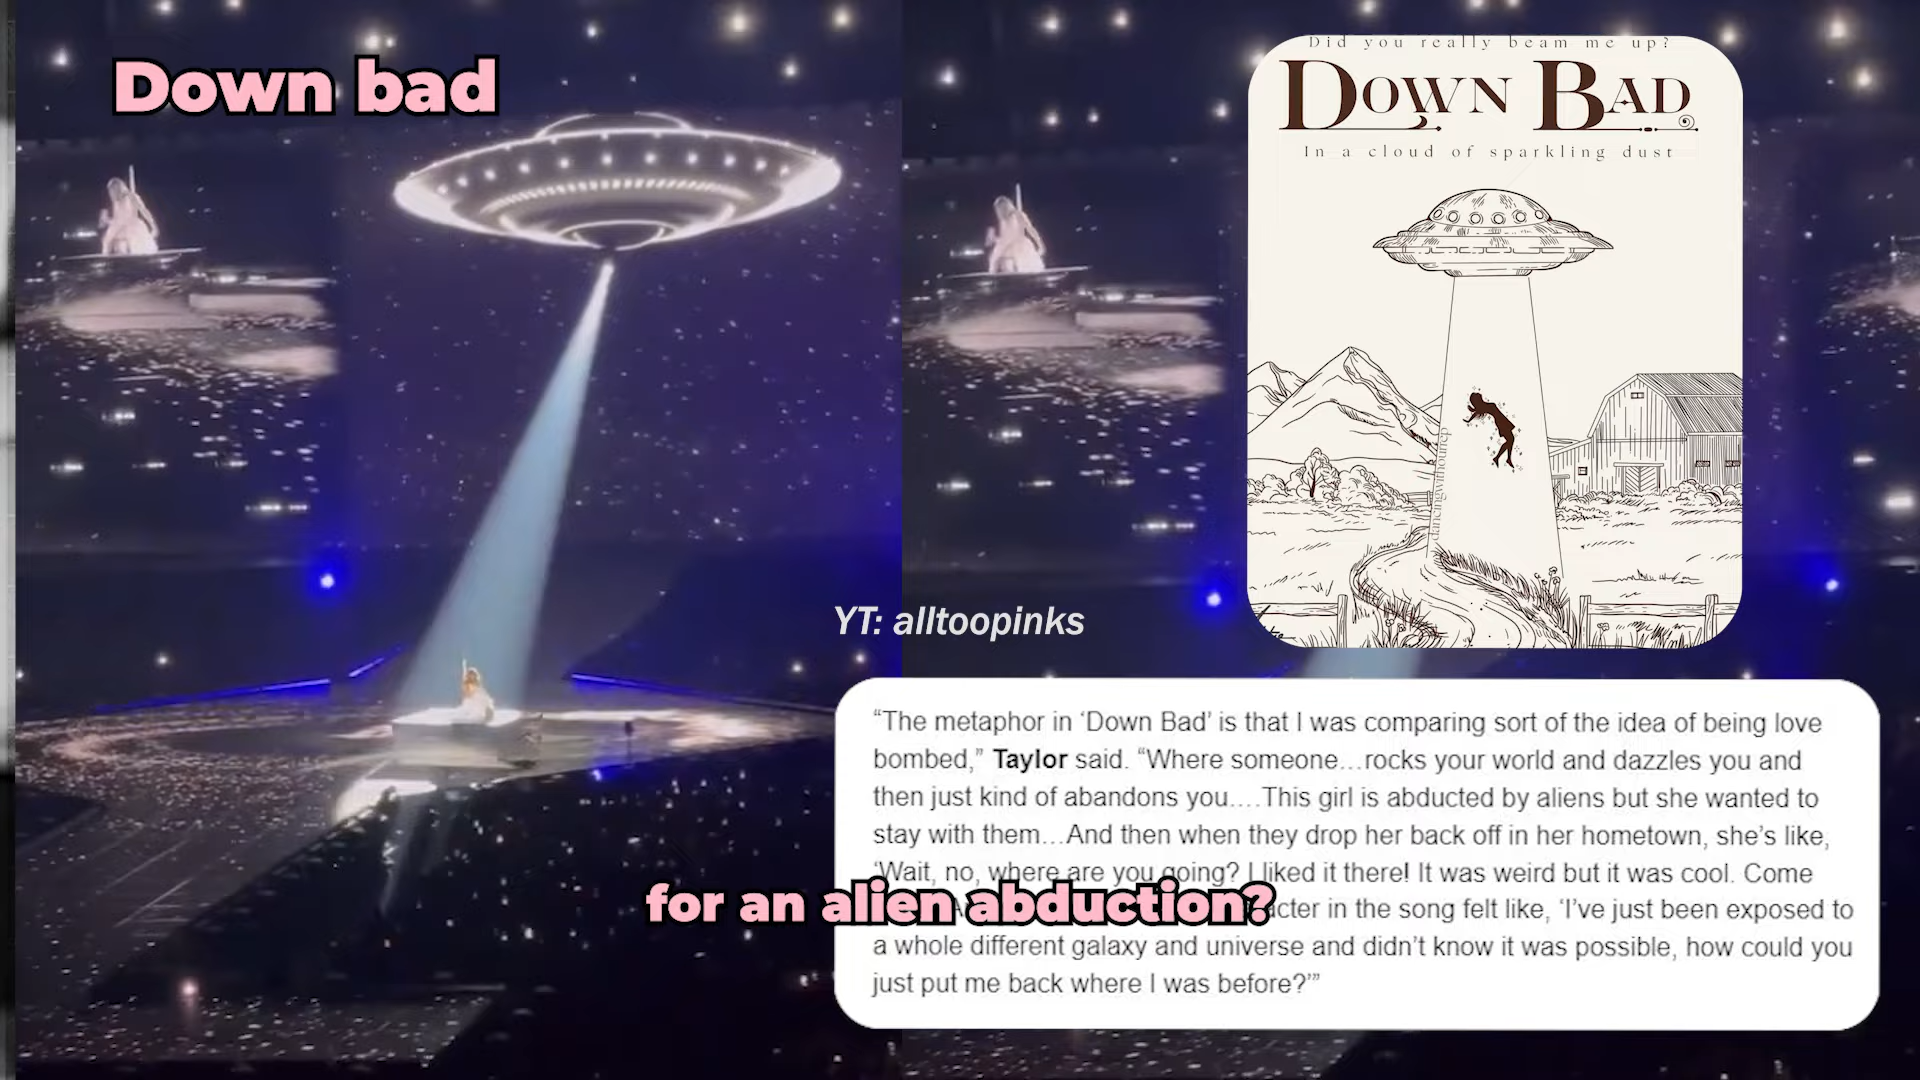 Down bad
Did you really beam me up?
DOWN BAD
In a cloud of sparkling dust
dancingwithourrep
YT: alltoopinks
“The metaphor in ‘Down Bad’ is that I was comparing sort of the idea of being love
bombed,” Taylor said. “Where someone…rocks your world and dazzles you and
then just kind of abandons you….This girl is abducted by aliens but she wanted to
stay with them…And then when they drop her back off in her hometown, she’s like,
‘Wait, no, where are you going? I liked it there! It was weird but it was cool. Come
in the song felt like, ‘I’ve just been exposed to
a whole different galaxy and universe and didn’t know it was possible, how could you
just put me back where I was before?’”
for an alien abduction?